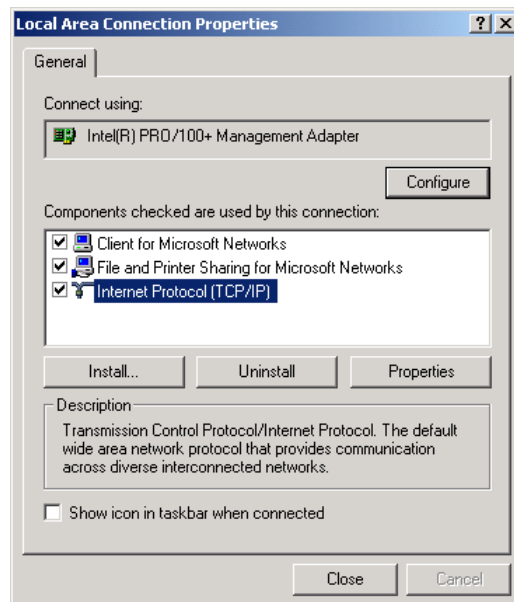 Local Area Connection Properties
General
Connect using:
Intel(R) PRO/100+ Management Adapter
Configure
Components checked are used by this connection:
Client for Microsoft Networks
File and Printer Sharing for Microsoft Networks
Internet Protocol (TCP/IP)
Install...
Uninstall
Properties
Description
Transmission Control Protocol/Internet Protocol. The default
wide area network protocol that provides communication
across diverse interconnected networks.
Show icon in taskbar when connected
Close
Cancel